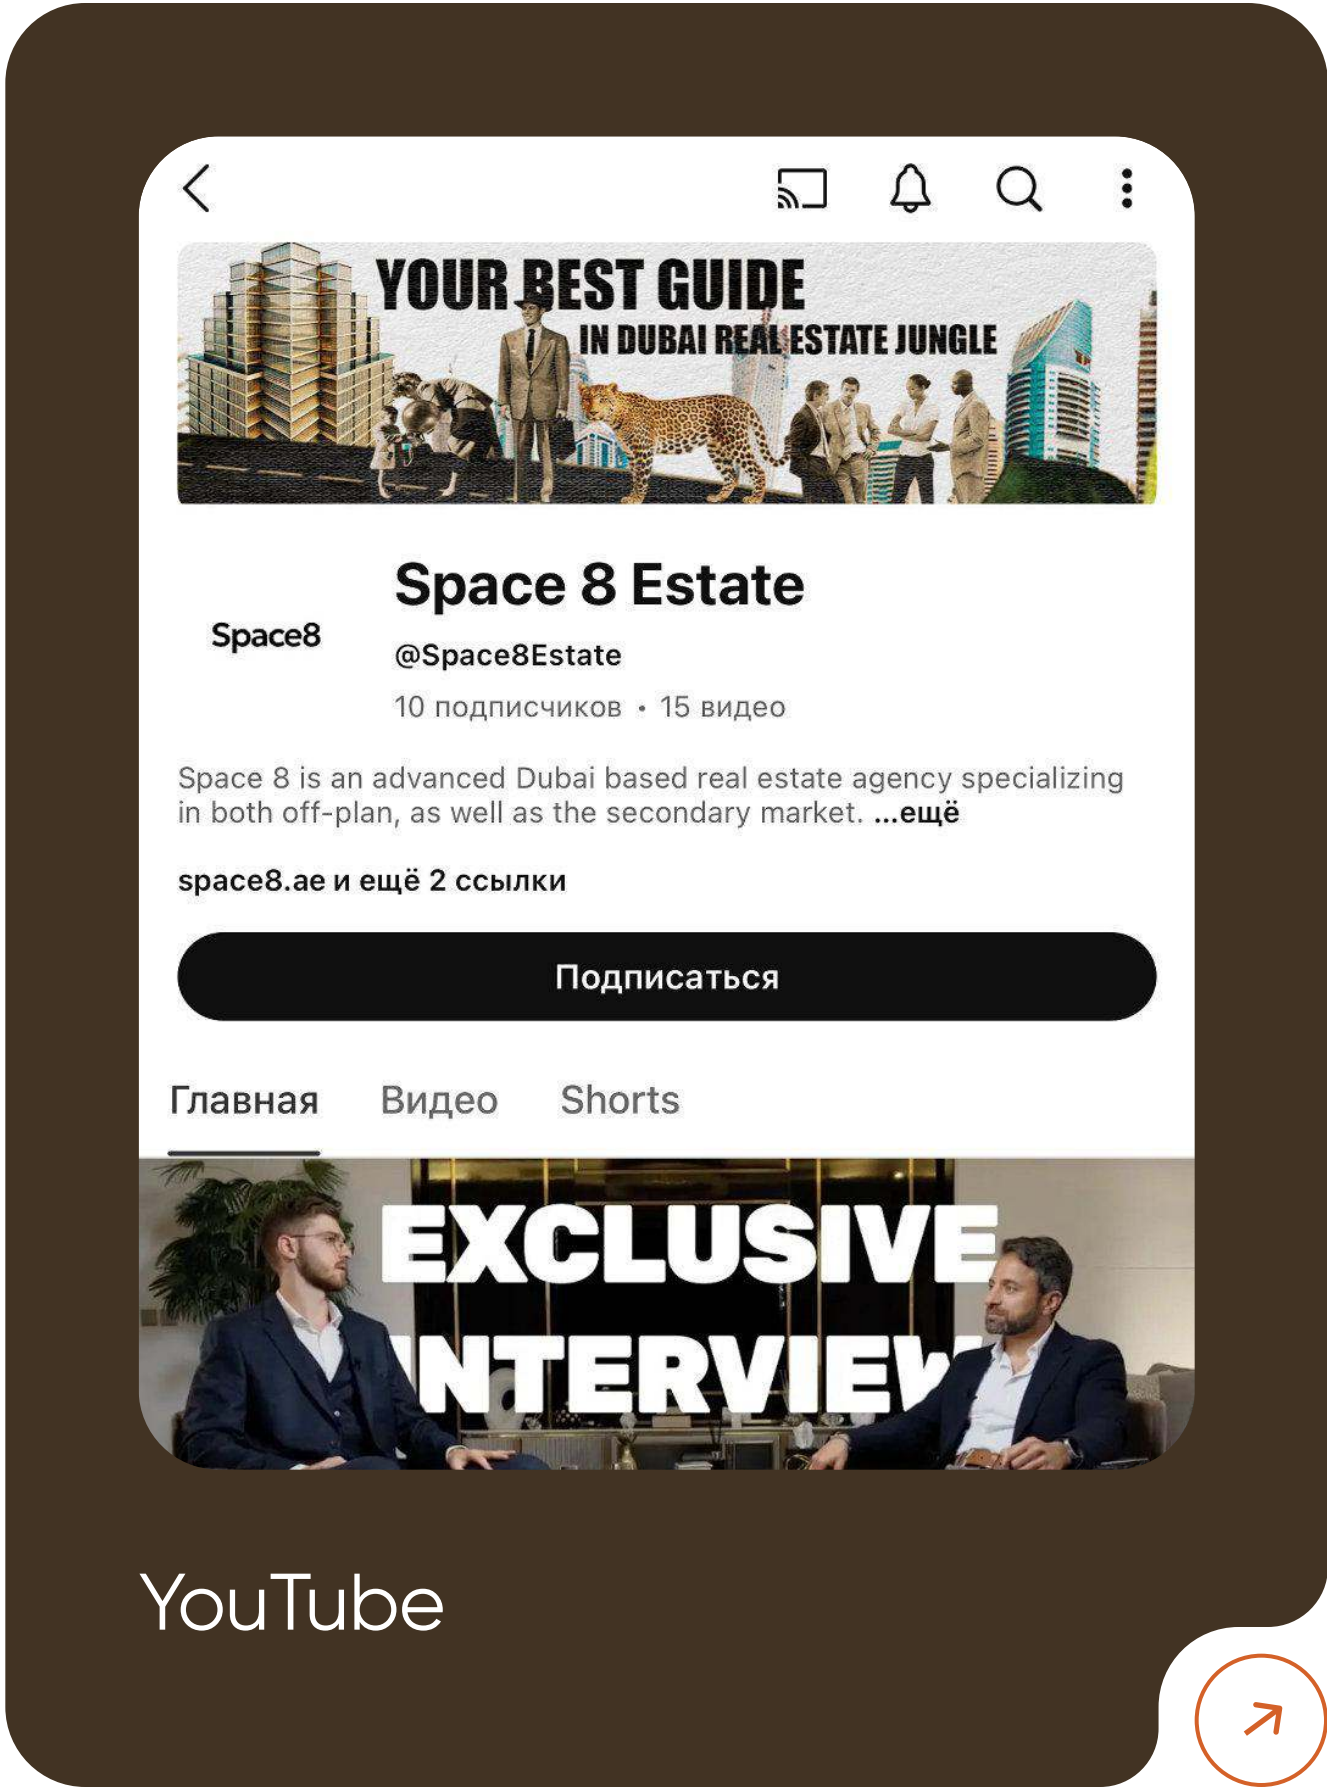 YOUR BEST GUIDE
IN DUBAI REAL ESTATE JUNGLE
Space8
Space 8 Estate
@Space8Estate
10 подписчиков • 15 видео
Space 8 is an advanced Dubai based real estate agency specializing
in both off-plan, as well as the secondary market. ...ещё
space8.ae и ещё 2 ссылки
Подписаться
Главная Видео Shorts
EXCLUSIVE
INTERVIEW
YouTube